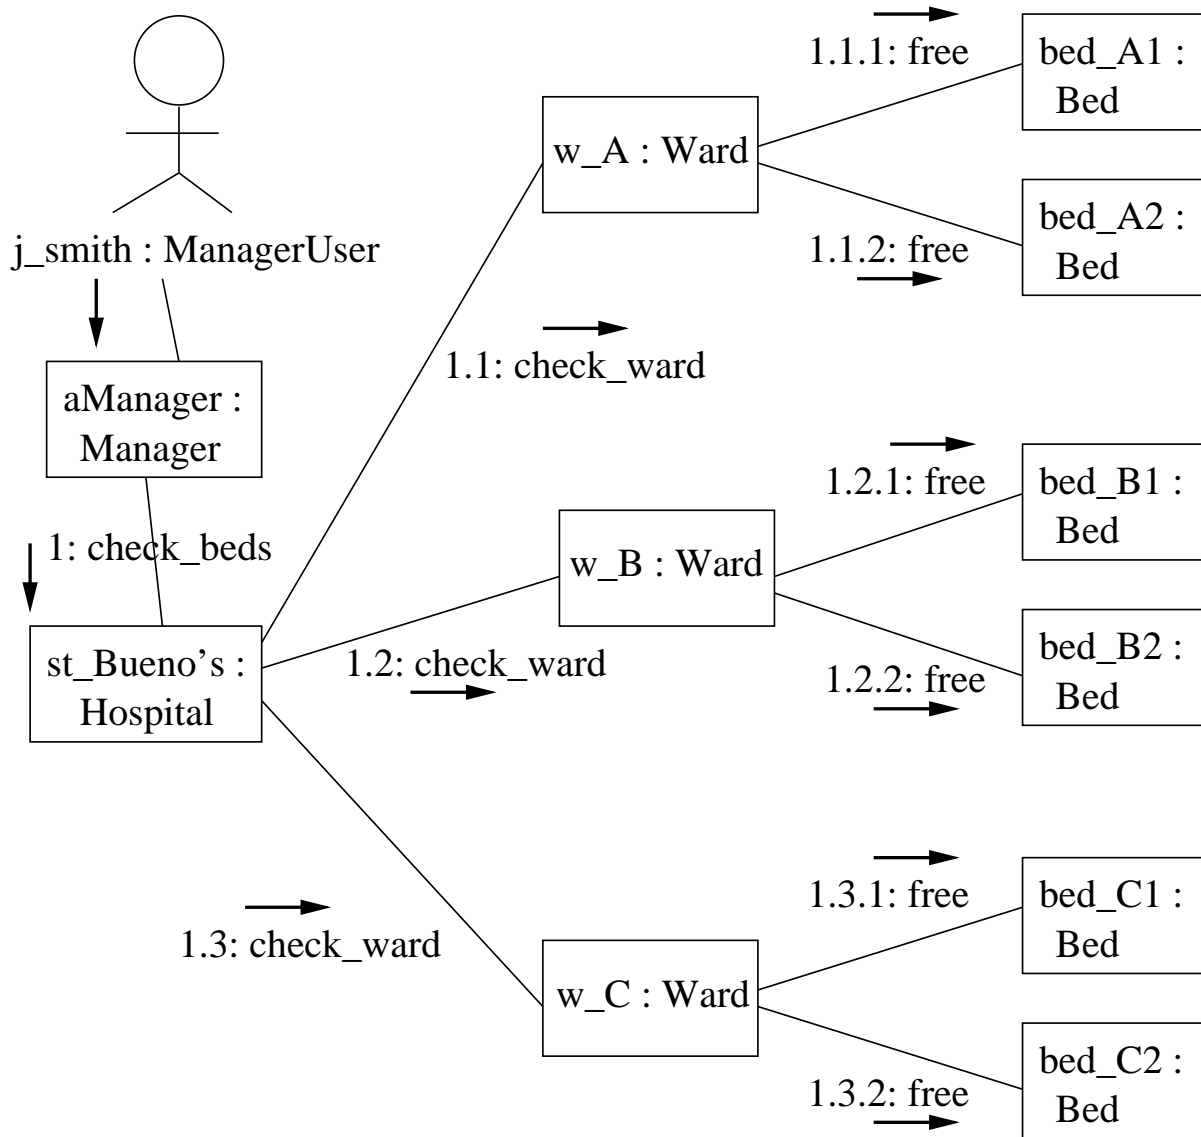 1.1.1: free
bed_A1 :
Bed
w_A : Ward
bed_A2 :
Bed
j_smith : ManagerUser
1.1.2: free
1.1: check_ward
aManager :
Manager
1.2.1: free
bed_B1 :
Bed
1: check_beds
w_B : Ward
st_Bueno's :
Hospital
1.2: check_ward
1.2.2: free
bed_B2 :
Bed
1.3.1: free
bed_C1 :
Bed
1.3: check_ward
w_C : Ward
1.3.2: free
bed_C2 :
Bed